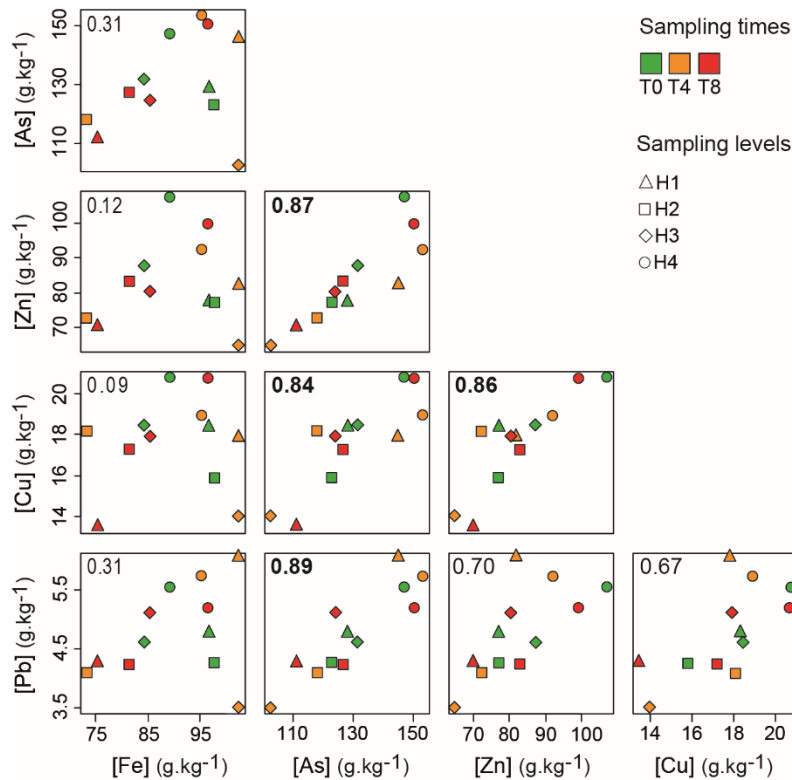 0.31
150
130
110
[As] (g.kg-1)
Sampling times
T0 T4 T8
Sampling levels
H1
H2
H3
H4
0.12
0.87
100
90
80
70
[Zn] (g.kg-1)
0.09
0.84
0.86
20
18
16
14
[Cu] (g.kg-1)
0.31
0.89
0.70
0.67
5.5
4.5
3.5
[Pb] (g.kg-1)
75 85 95
110 130 150
70 80 90 100
14 16 18 20
[Fe] (g.kg-1)
[As] (g.kg-1)
[Zn] (g.kg-1)
[Cu] (g.kg-1)